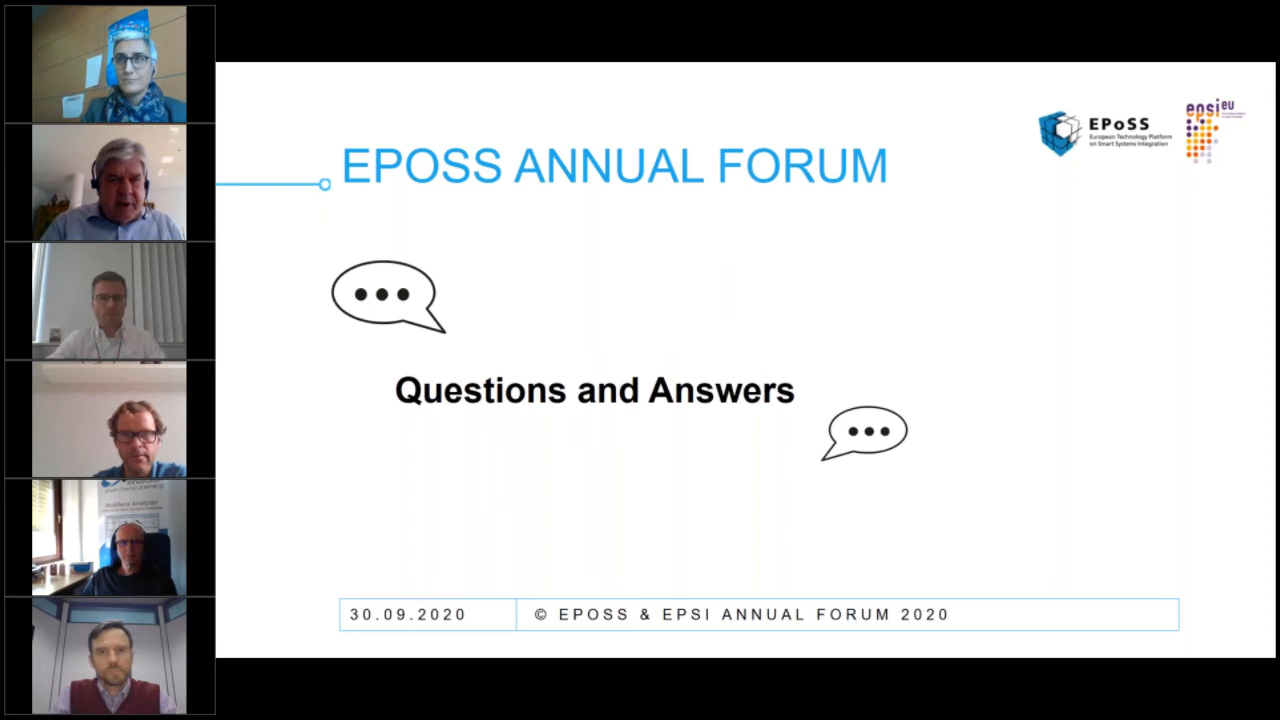 EPOSS ANNUAL FORUM
EPoSS
European Technology Platform
on Smart Systems Integration
epsi eu
Questions and Answers
30.09.2020
© EPOSS & EPSI ANNUAL FORUM 2020